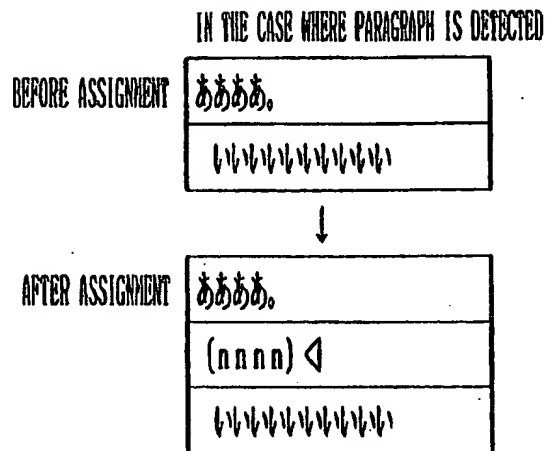 IN THE CASE WHERE PARAGRAPH IS DETECTED
BEFORE ASSIGNMENT
ああああ。
いいいいいいいいいい
AFTER ASSIGNMENT
ああああ。
(nnnn)
いいいいいいいいいい